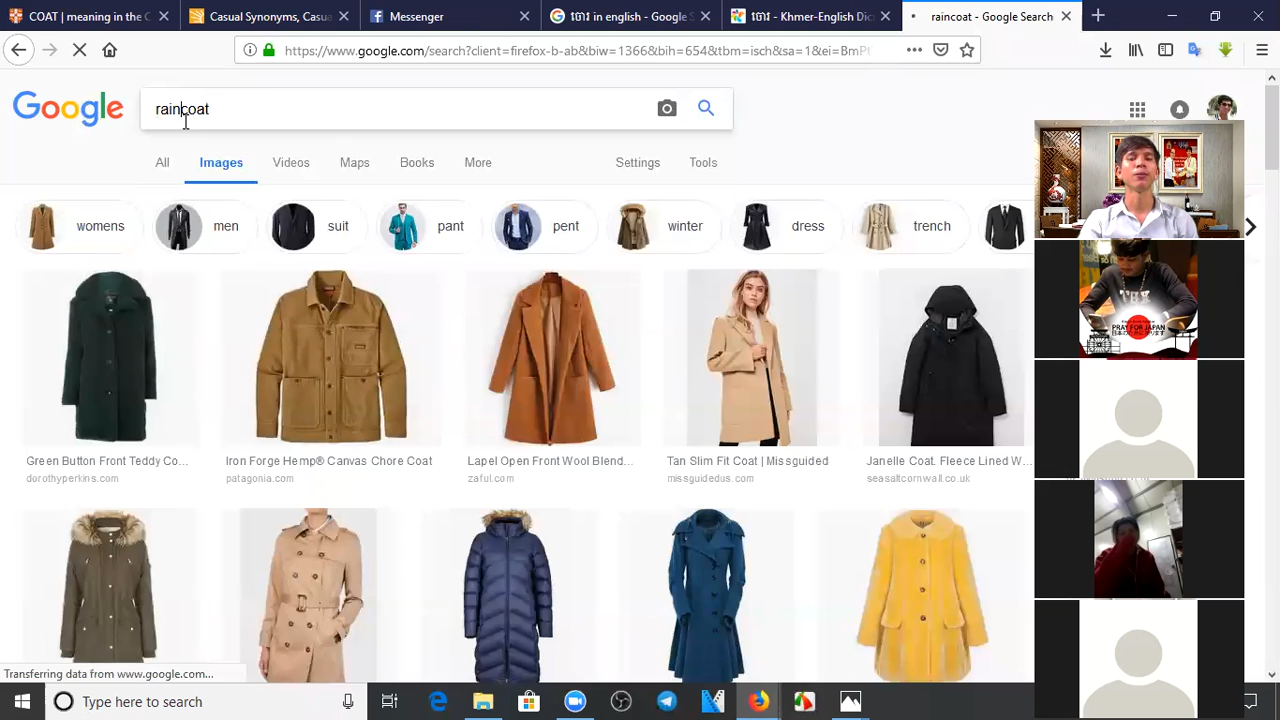 COAT | meaning in the C
Casual Synonyms, Casua
Messenger
in english - Google S
Khmer-English Dic
raincoat - Google Search
https://www.google.com/search?client=firefox-b-ab&biw=1366&bih=654&tbm=isch&sa=1&ei=BmP
Google
raincoat
All
Images
Videos
Maps
Books
More
Settings
Tools
womens
men
suit
pant
pent
winter
dress
trench
Green Button Front Teddy Co...
Iron Forge Hemp® Canvas Chore Coat
Lapel Open Front Wool Blend...
Tan Slim Fit Coat | Missguided
Janelle Coat. Fleece Lined W...
dorothyperkins.com
patagonia.com
zaful.com
missguidedus.com
seasaltcornwall.co.uk
PRAY FOR JAPAN
Transferring data from www.google.com...
Type here to search